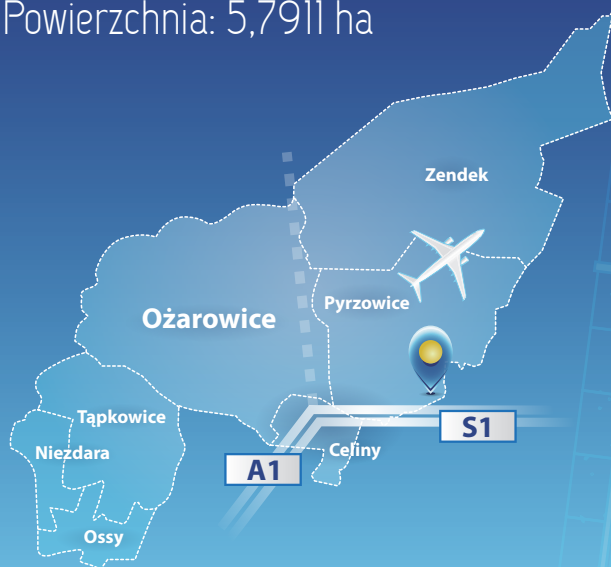 Powierzchnia: 5,7911 ha
Zendek
Pyrzowice
Ożarowice
Tąpkowice
S1
Niezdara
Celiny
A1
Ossy